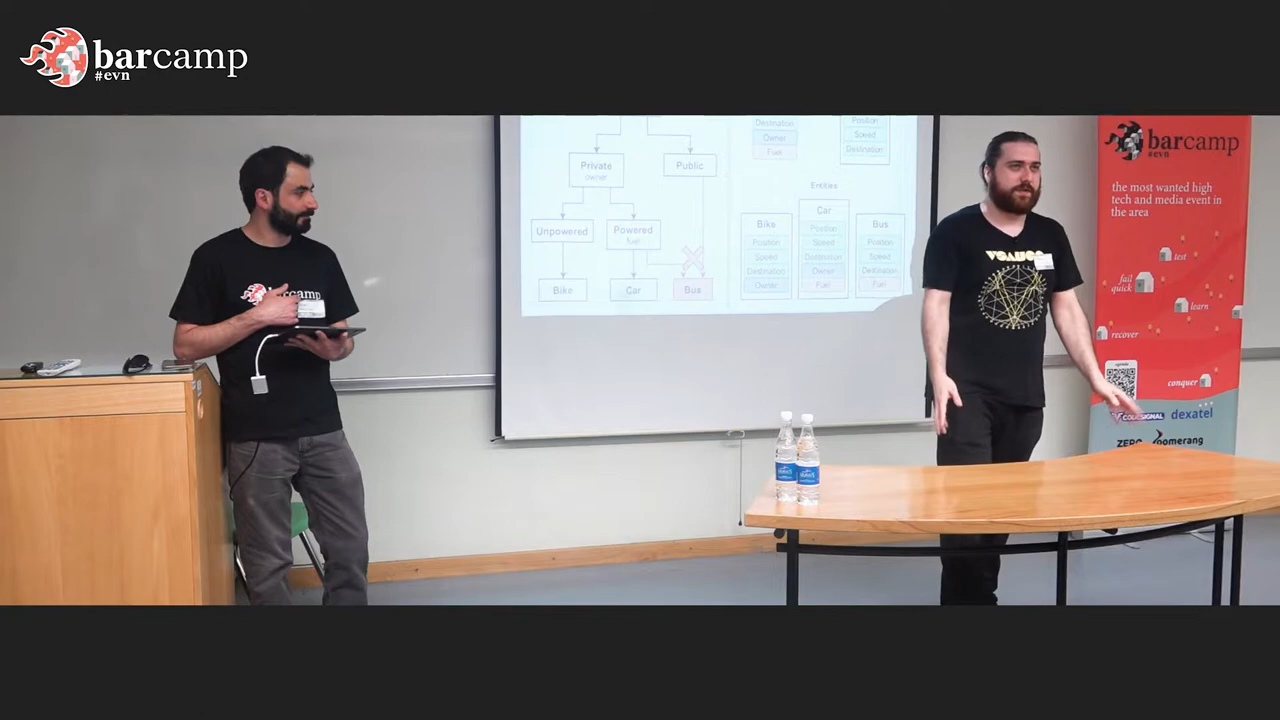 barcamp
#evn
Private
owner
Public
Unpowered
Powered
fuel
Bike
Car
Bus
Destination
Owner
Fuel
Position
Speed
Destination
Entities
Bike
Position
Speed
Destination
Owner
Car
Position
Speed
Destination
Owner
Fuel
Bus
Position
Speed
Destination
Fuel
barcamp
barcamp
#evn
the most wanted high
tech and media event in
the area
test
fail
quick
learn
recover
conquer
CODESIGNAL
dexatel
ZERO